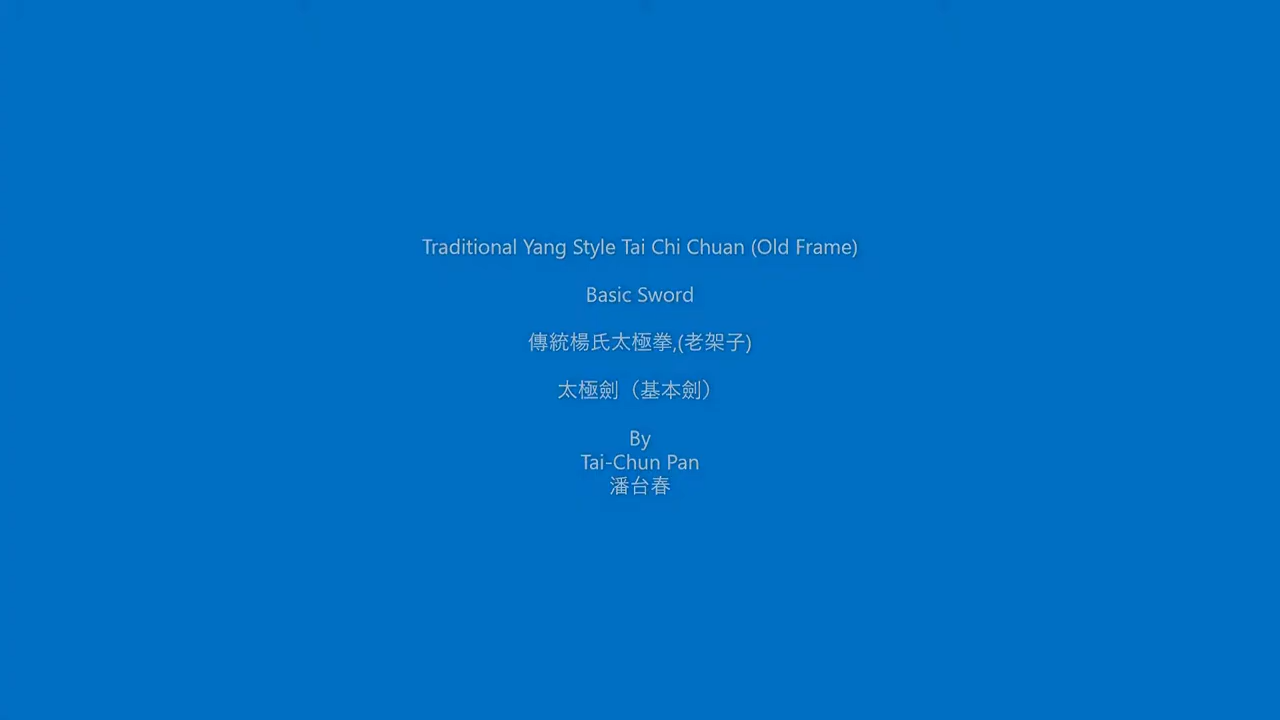 Traditional Yang Style Tai Chi Chuan (Old Frame)
Basic Sword
傳統楊氏太極拳,(老架子)
太極劍（基本劍）
By
Tai-Chun Pan
潘台春